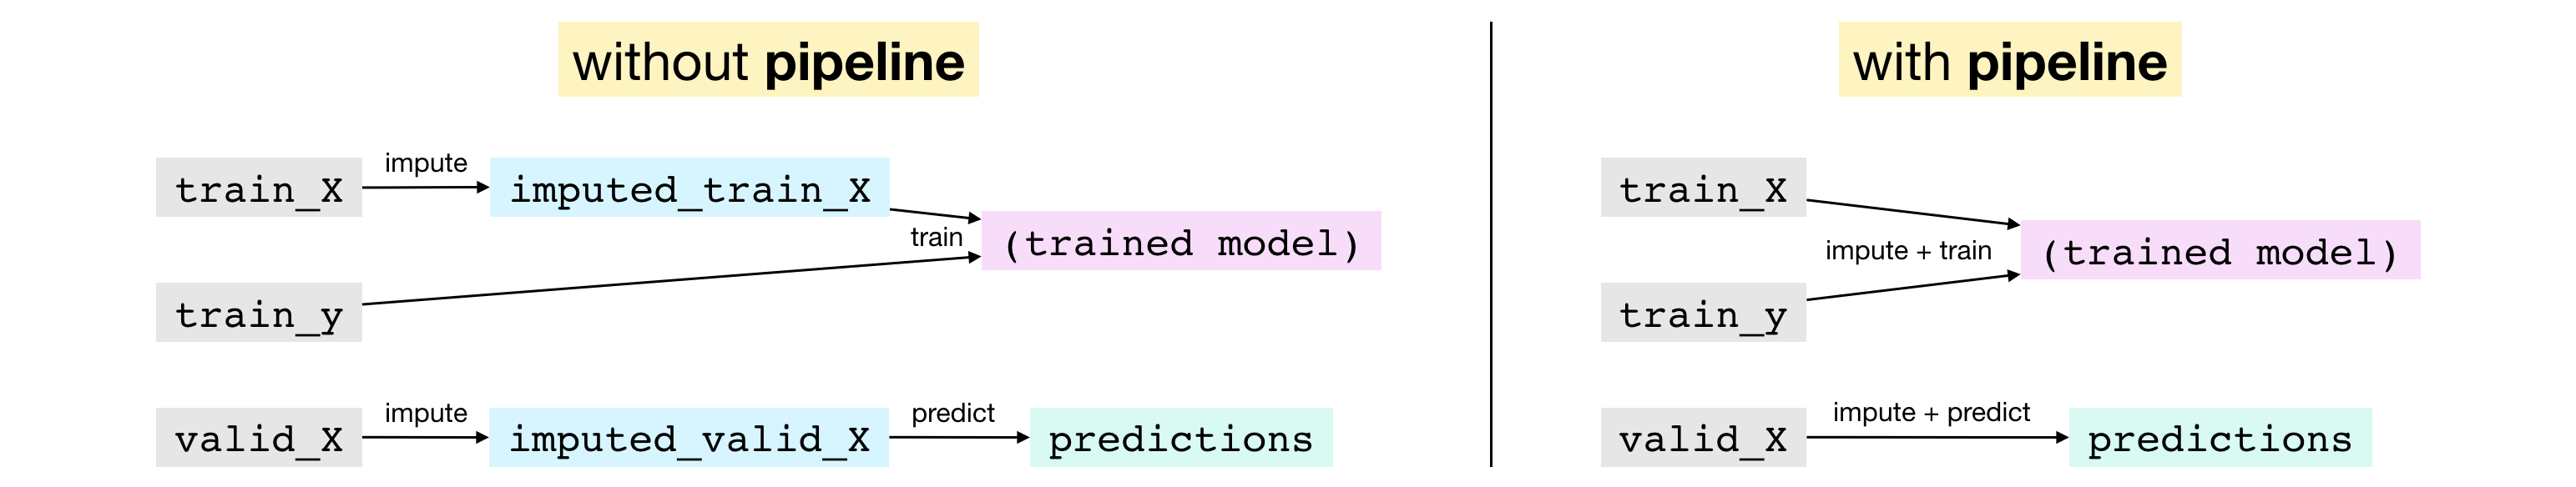 without pipeline
train_X
impute
imputed_train_X
train
(trained model)
train_y
valid_X
impute
imputed_valid_X
predict
predictions
with pipeline
train_X
impute + train
(trained model)
train_y
valid_X
impute + predict
predictions